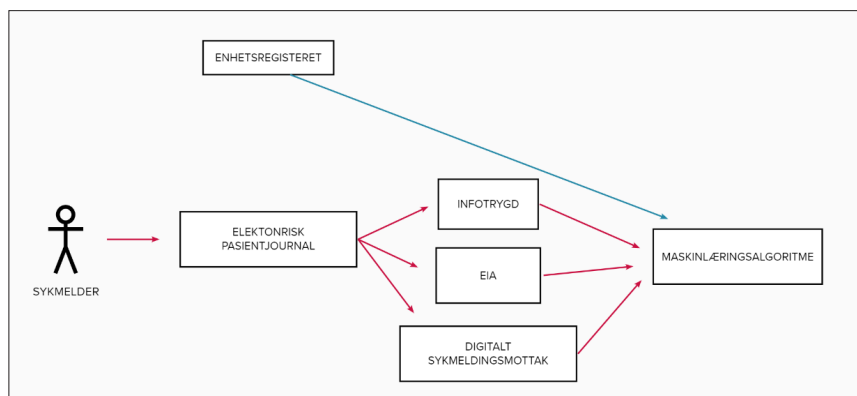 ENHETSREGISTERET
INFOTRYGD
ELEKTONRISK
PASIENTJOURNAL
MASKINLÆRINGSALGORITME
EIA
SYKMELDER
DIGITALT
SYKMELDINGSMOTTAK